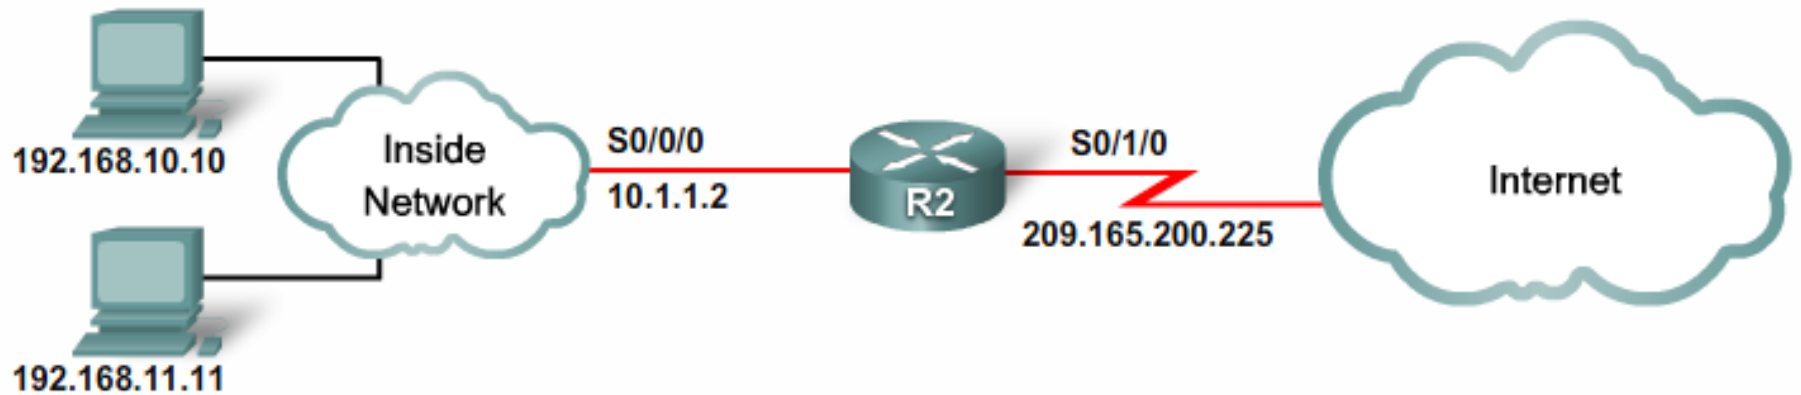 192.168.10.10
192.168.11.11
Inside
Network
S0/0/0
10.1.1.2
R2
S0/1/0
209.165.200.225
Internet